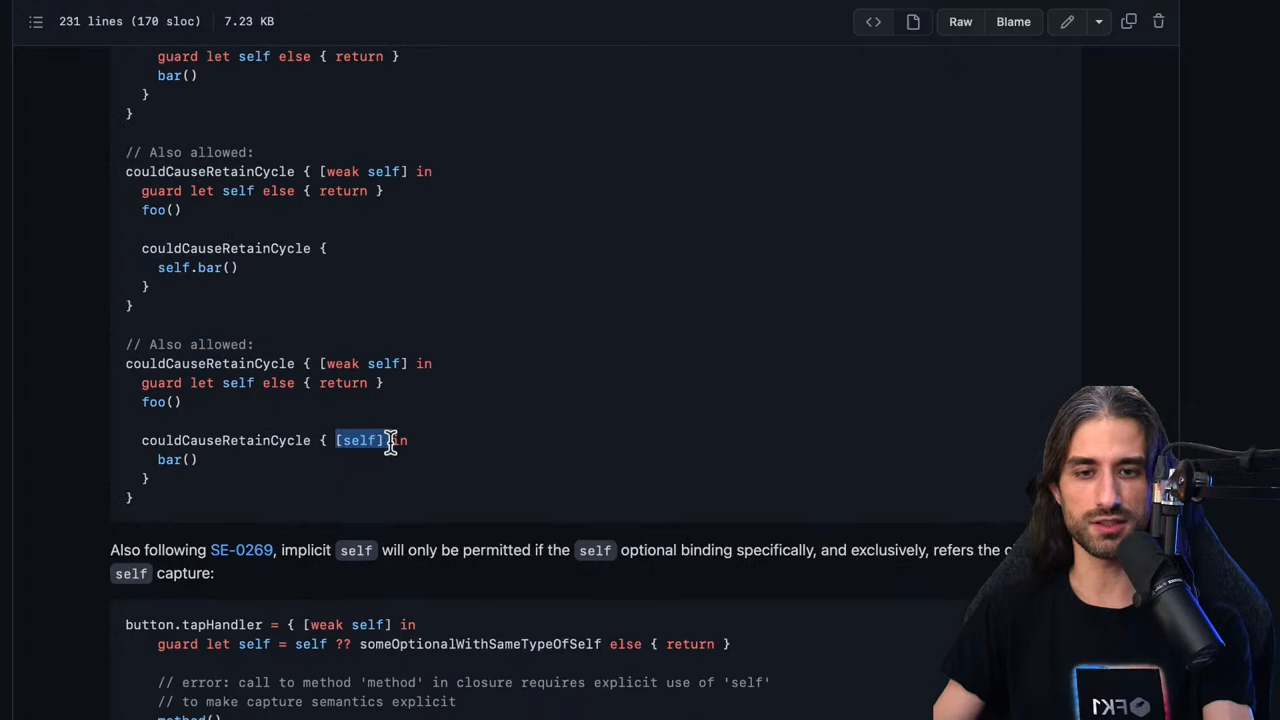 231 lines (170 sloc) 7.23 KB Raw Blame
guard let self else { return }
bar()
}
}
// Also allowed:
couldCauseRetainCycle { [weak self] in
guard let self else { return }
foo()
couldCauseRetainCycle {
self.bar()
}
}
// Also allowed:
couldCauseRetainCycle { [weak self] in
guard let self else { return }
foo()
couldCauseRetainCycle { [self] in
bar()
}
}
Also following SE-0269, implicit self will only be permitted if the self optional binding specifically, and exclusively, refers the
self capture:
button.tapHandler = { [weak self] in
guard let self = self ?? someOptionalWithSameTypeOfSelf else { return }
// error: call to method 'method' in closure requires explicit use of 'self'
// to make capture semantics explicit
method()